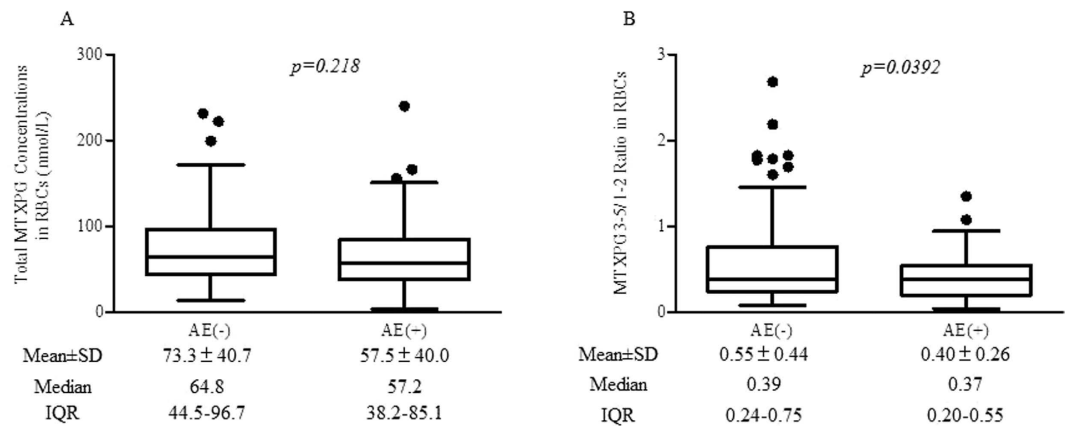 A
Total MTXPG Concentrations
in RBCs (nmol/L)
300
200
100
0
p=0.218
AE(-) AE(+)
Mean±SD 73.3±40.7 57.5±40.0
Median 64.8 57.2
IQR 44.5-96.7 38.2-85.1
B
MTXPG3-5/1-2 Ratio in RBCs
3
2
1
0
p=0.0392
AE(-) AE(+)
Mean±SD 0.55±0.44 0.40±0.26
Median 0.39 0.37
IQR 0.24-0.75 0.20-0.55